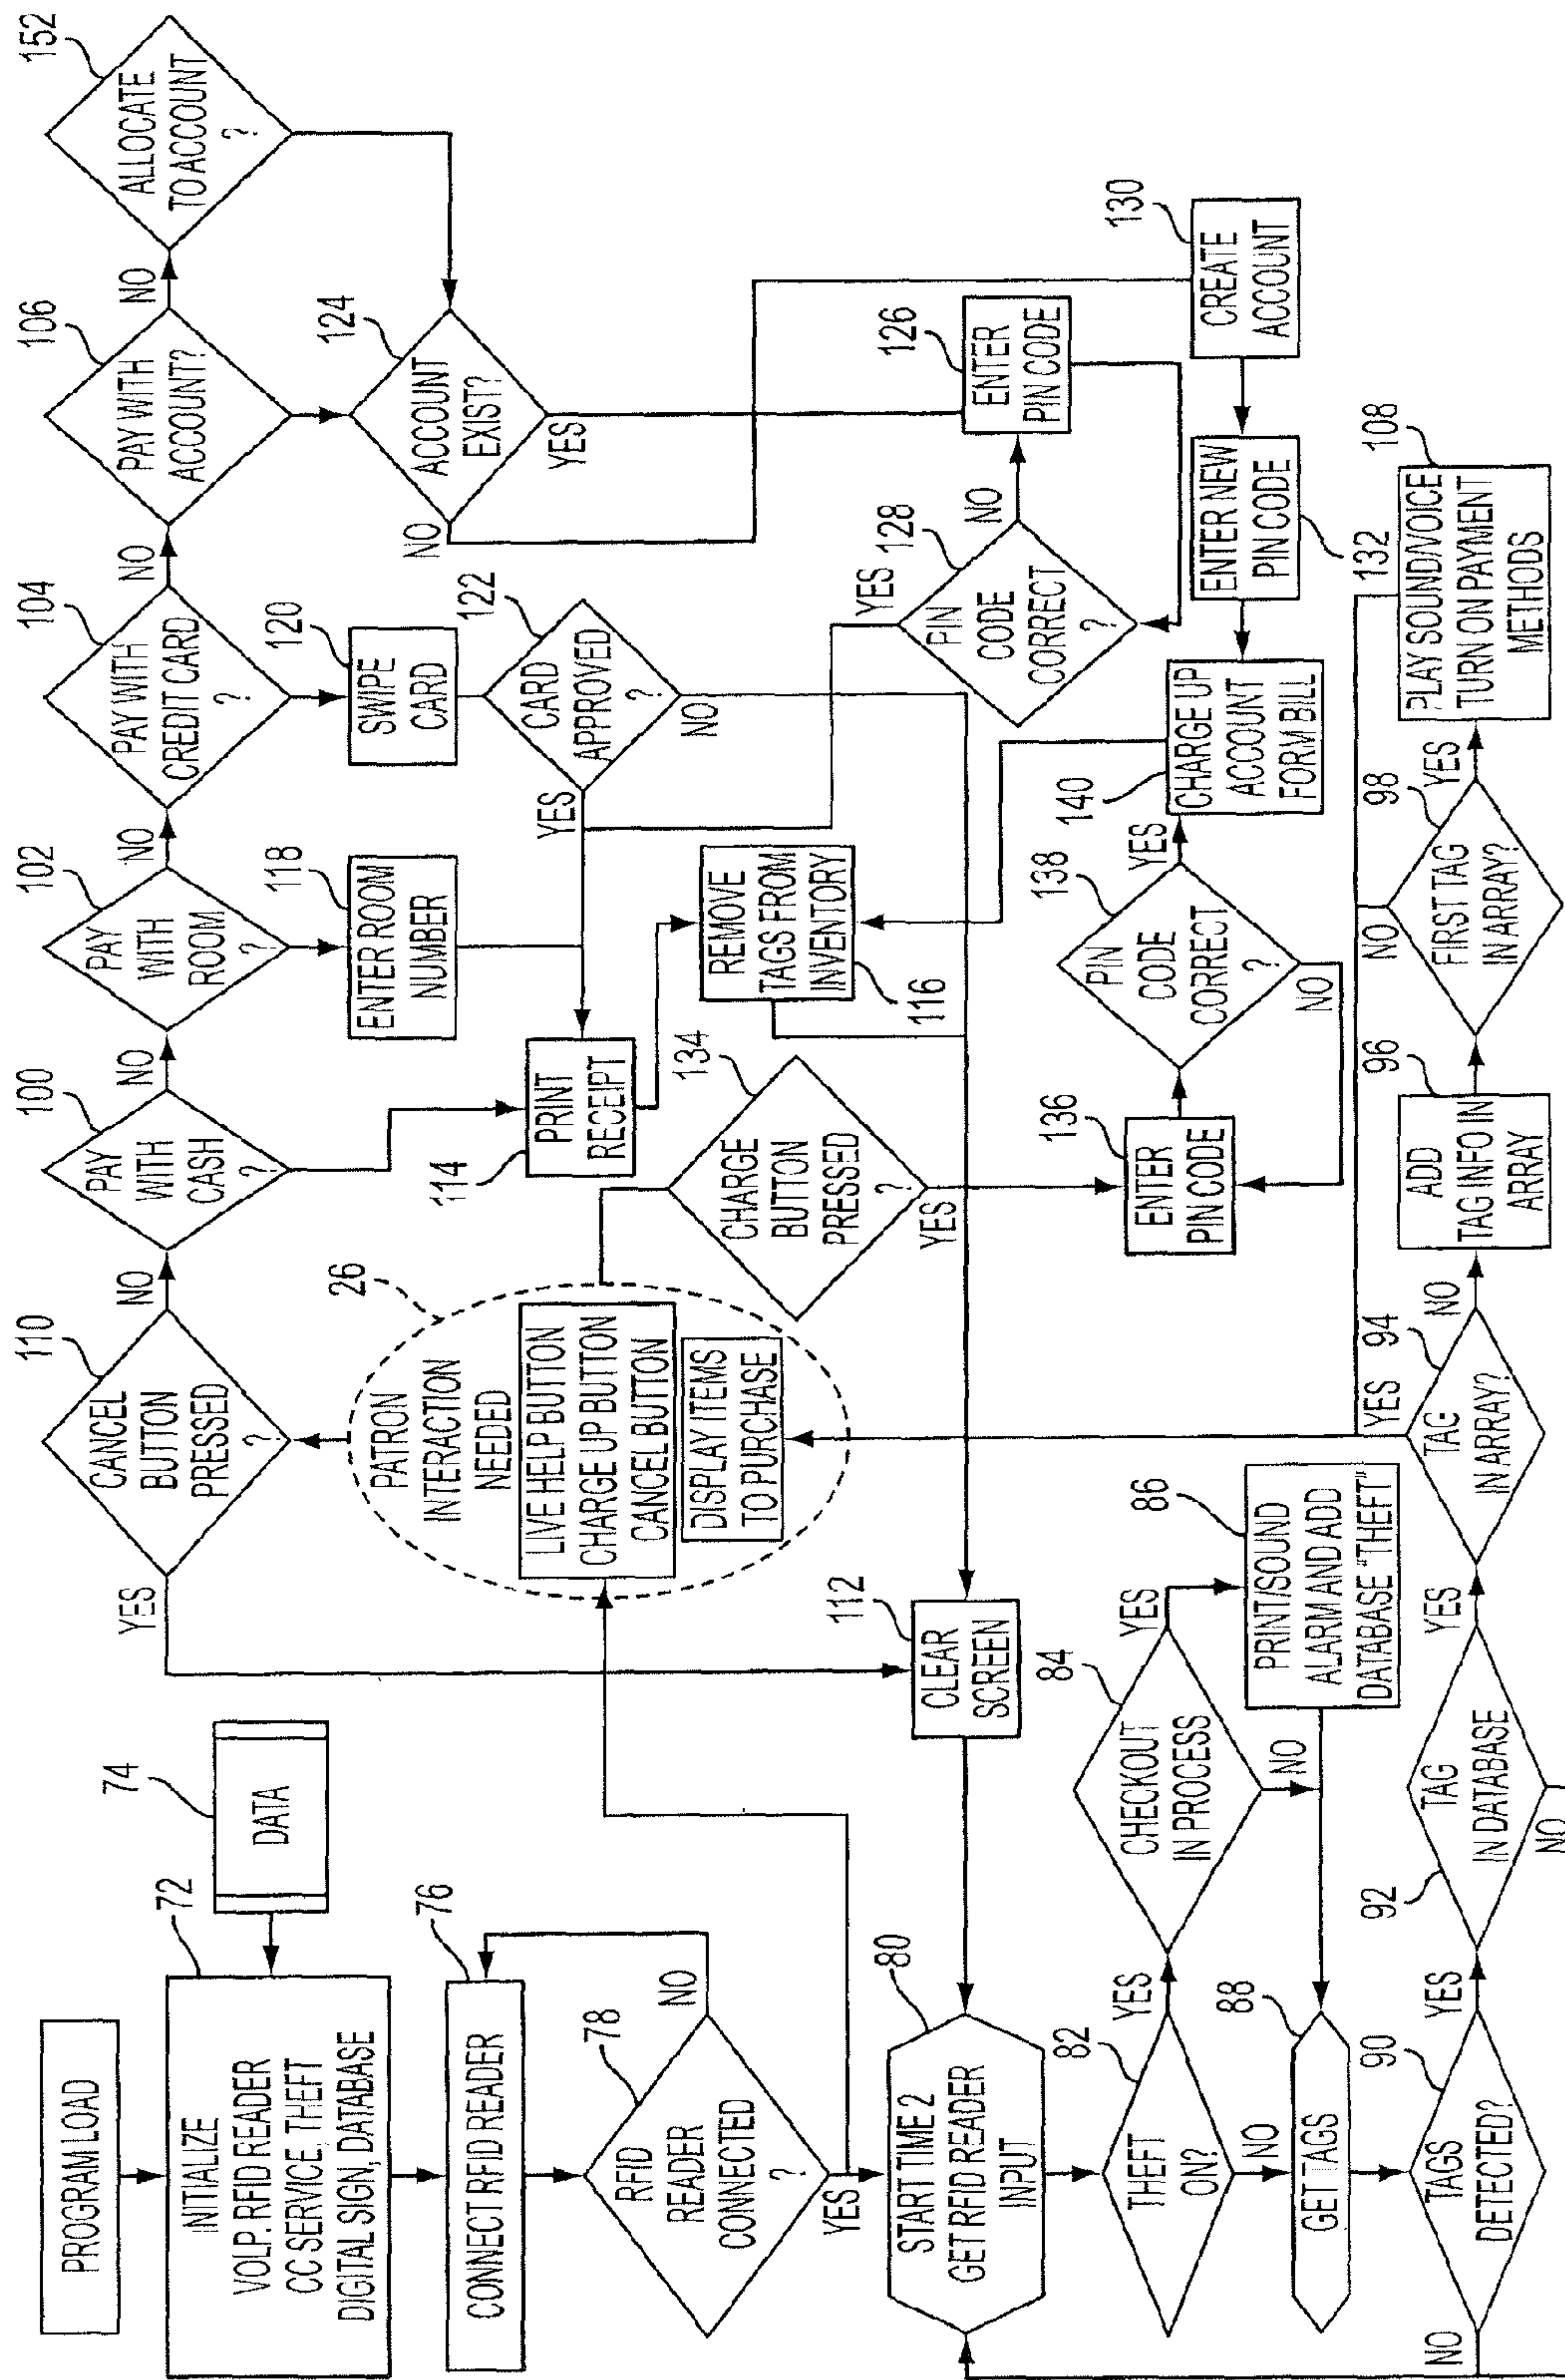 PROGRAM LOAD
72
INITIALIZE
VOLP. RFID READER
CC SERVICE, THEFT
DIGITAL SIGN, DATABASE
74
DATA
76
CONNECT RFID READER
78
RFID
READER
CONNECTED
?
NO
YES
80
START TIME 2
GET RFID READER
INPUT
82
THEFT
ON?
YES
NO
84
CHECKOUT
IN PROCESS
YES
NO
86
PRINT/SOUND
ALARM AND ADD
DATABASE "THEFT"
88
GET TAGS
90
TAGS
DETECTED?
NO
YES
92
TAG
IN DATABASE
YES
NO
94
TAG
IN ARRAY?
YES
NO
96
ADD
TAG INFO IN
ARRAY
98
FIRST TAG
IN ARRAY?
NO
YES
108
PLAY SOUND/VOICE
TURN ON PAYMENT
METHODS
26
PATRON
INTERACTION
NEEDED
LIVE HELP BUTTON
CHARGE UP BUTTON
CANCEL BUTTON
DISPLAY ITEMS
TO PURCHASE
110
CANCEL
BUTTON
PRESSED
?
YES
NO
112
CLEAR
SCREEN
100
PAY
WITH
CASH
?
NO
102
PAY
WITH
ROOM
?
NO
104
PAY WITH
CREDIT CARD
?
NO
106
PAY WITH
ACCOUNT?
NO
152
ALLOCATE
TO ACCOUNT
?
114
PRINT
RECEIPT
118
ENTER ROOM
NUMBER
120
SWIPE
CARD
122
CARD
APPROVED
?
YES
NO
124
ACCOUNT
EXIST?
NO
YES
116
REMOVE
TAGS FROM
INVENTORY
126
ENTER
PIN CODE
128
PIN
CODE
CORRECT
?
YES
NO
130
CREATE
ACCOUNT
132
ENTER NEW
PIN CODE
134
CHARGE
BUTTON
PRESSED
?
YES
136
ENTER
PIN CODE
138
PIN
CODE
CORRECT
?
YES
NO
140
CHARGE UP
ACCOUNT
FORM BILL